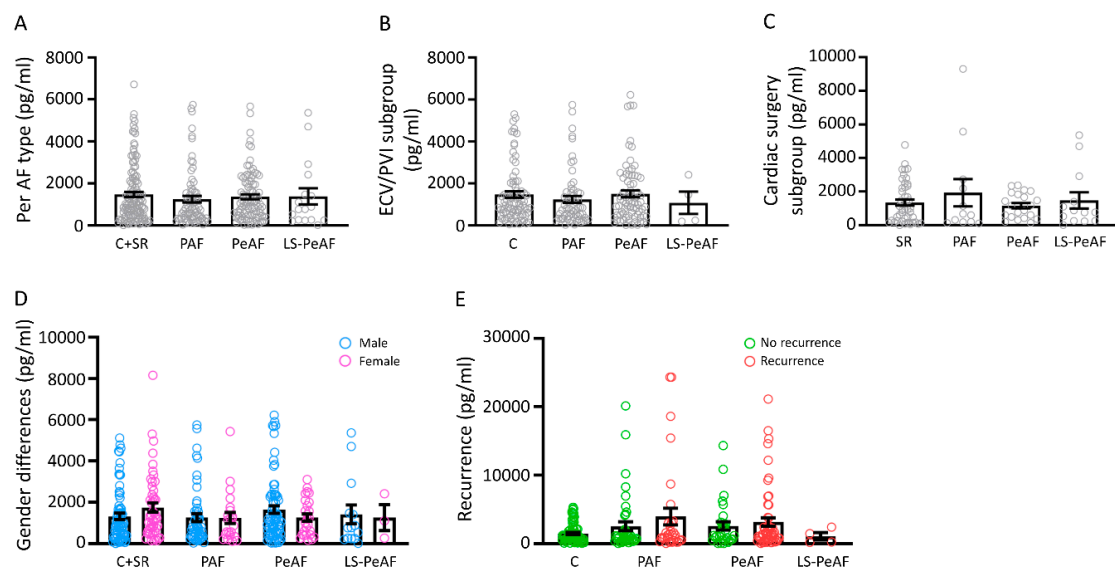 A
Per AF type (pg/ml)
8000
6000
4000
2000
0
C+SR PAF PeAF LS-PeAF
B
ECV/PVI subgroup
(pg/ml)
8000
6000
4000
2000
0
C PAF PeAF LS-PeAF
C
Cardiac surgery
subgroup (pg/ml)
10000
8000
6000
4000
2000
0
SR PAF PeAF LS-PeAF
D
Gender differences (pg/ml)
10000
8000
6000
4000
2000
0
Male
Female
C+SR PAF PeAF LS-PeAF
E
Recurrence (pg/ml)
30000
20000
10000
0
No recurrence
Recurrence
C PAF PeAF LS-PeAF